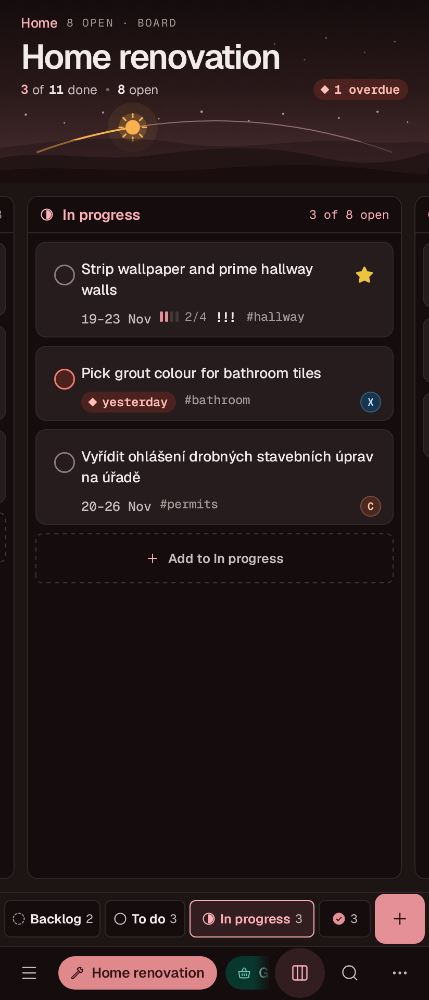 Home 8 OPEN · BOARD
Home renovation
3 of 11 done • 8 open
◆ 1 overdue
In progress
3 of 8 open
Strip wallpaper and prime hallway
walls
19–23 Nov 2/4 !!! #hallway
Pick grout colour for bathroom tiles
◆ yesterday #bathroom X
Vyřídit ohlášení drobných stavebních úprav
na úřadě
20–26 Nov #permits C
+ Add to In progress
Backlog 2
To do 3
In progress 3
3
+
Home renovation
G